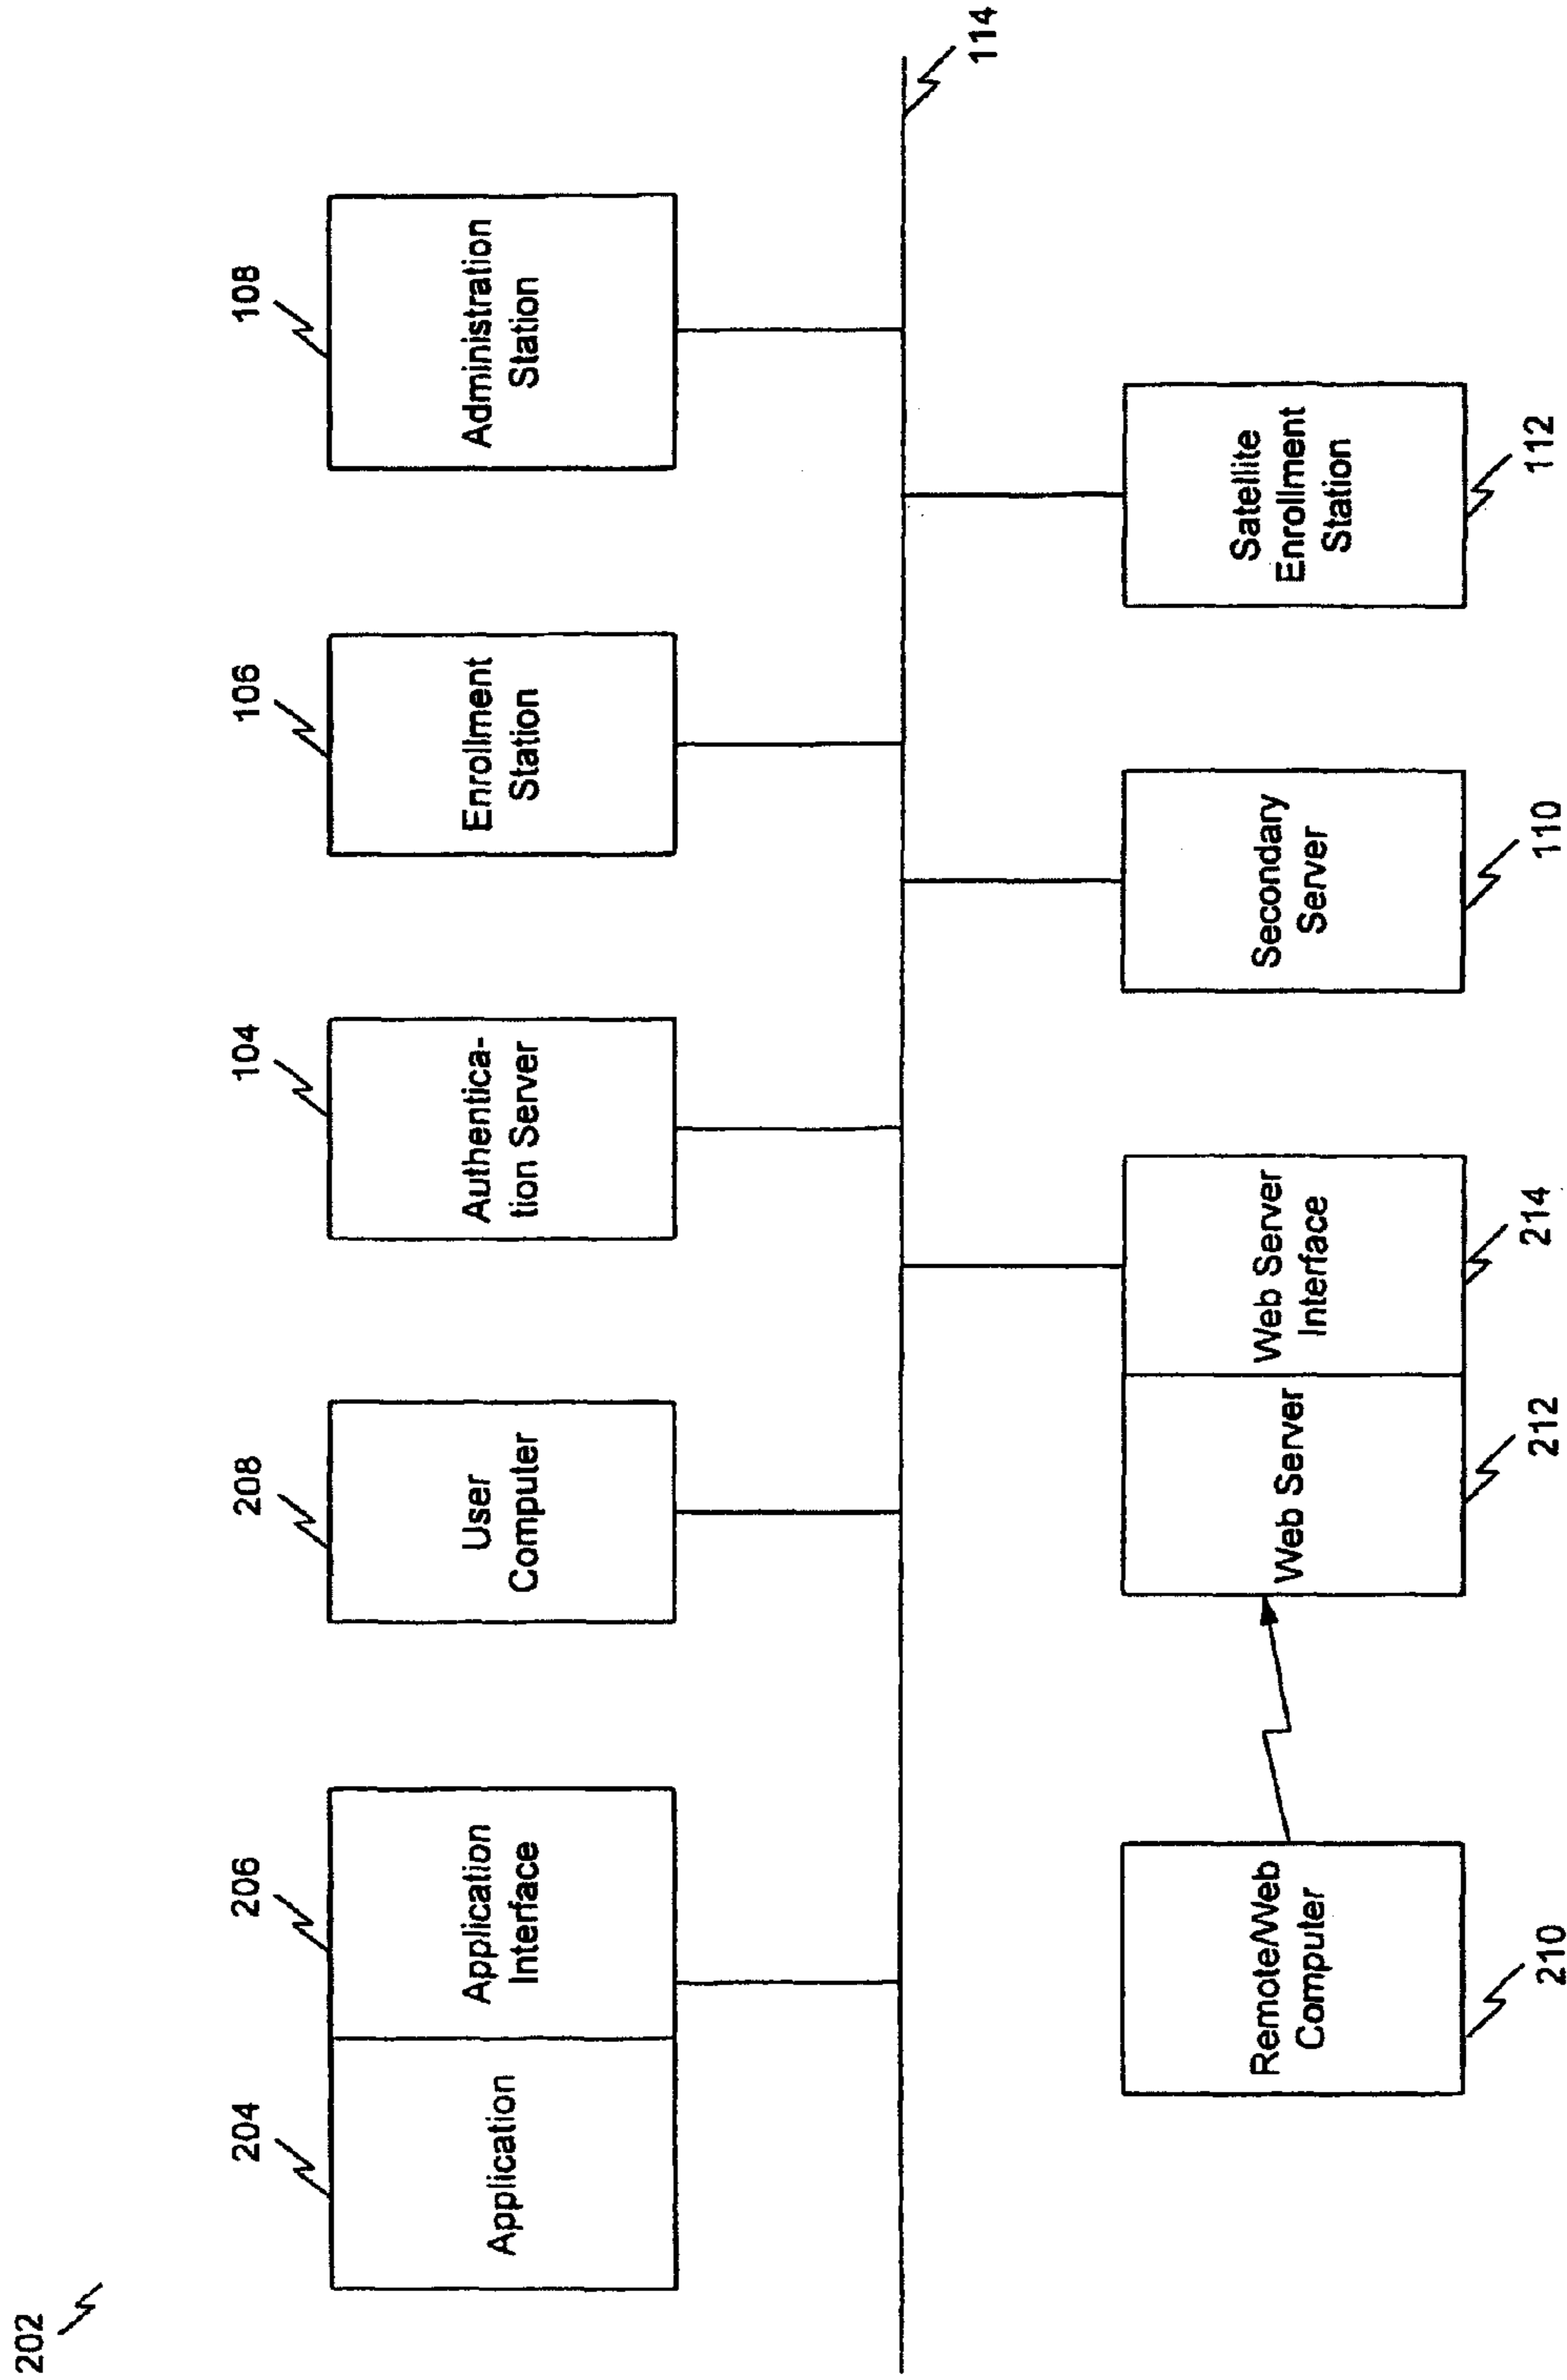 202
204
206
208
104
106
108
Application
Application
Interface
User
Computer
Authentica-
tion Server
Enrollment
Station
Administration
Station
114
Remote/Web
Computer
Web Server
Web Server
Interface
Secondary
Server
Satellite
Enrollment
Station
210
212
214
110
112